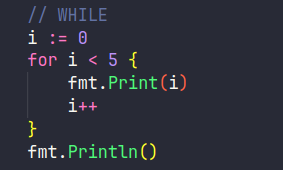 // WHILE
i := 0
for i < 5 {
    fmt.Print(i)
    i++
}
fmt.Println()